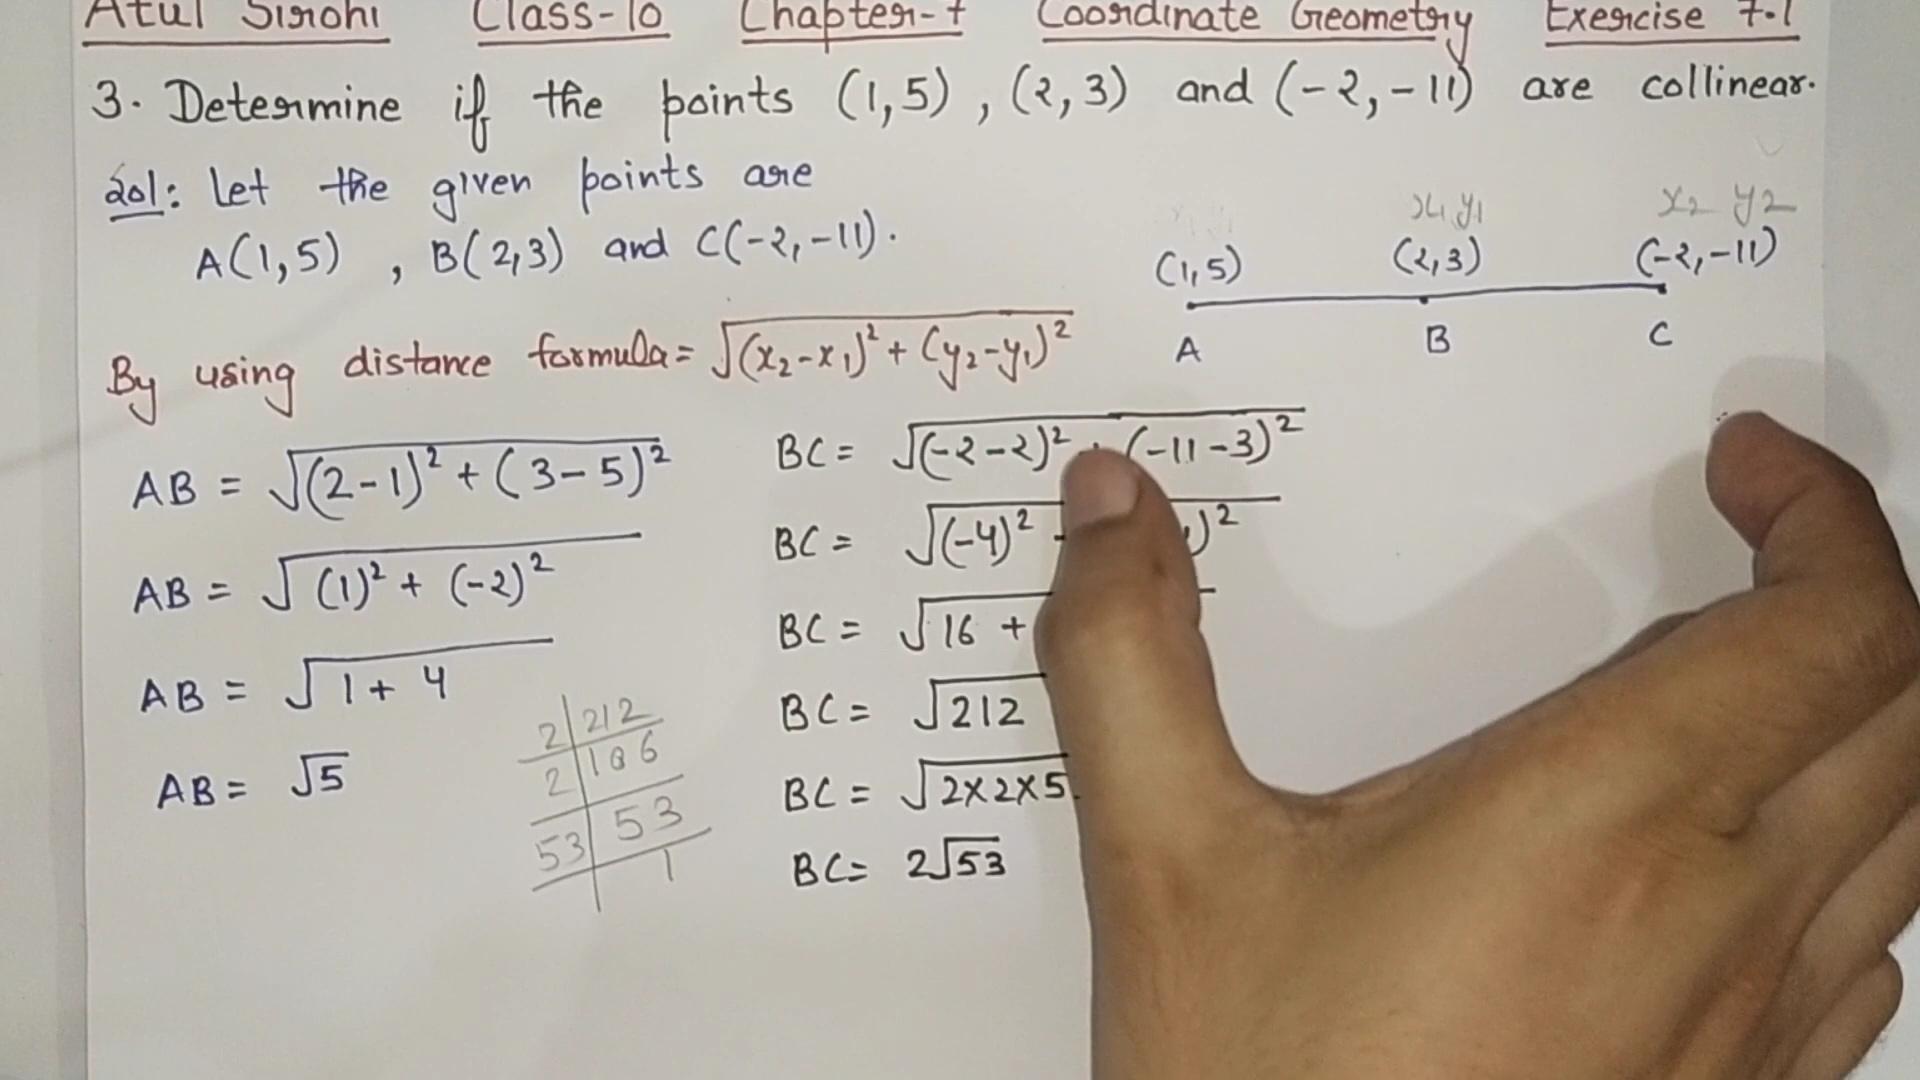 Atul Sirohi Class-10 Chapter-7 Coordinate Geometry Exercise 7.1
3. Determine if the points (1,5), (2,3) and (-2,-11) are collinear.
Sol: Let the given points are
A(1,5), B(2,3) and C(-2,-11).
x₁ y₁ x₂ y₂
(1,5) (2,3) (-2,-11)
A B C
By using distance formula = √(x₂-x₁)² + (y₂-y₁)²
AB = √(2-1)² + (3-5)²
AB = √(1)² + (-2)²
AB = √1 + 4
AB = √5
2 | 212
2 | 106
53 | 53
1
BC = √(-2-2)² + (-11-3)²
BC = √(-4)² )²
BC = √16 +
BC = √212
BC = √2×2×5
BC = 2√53